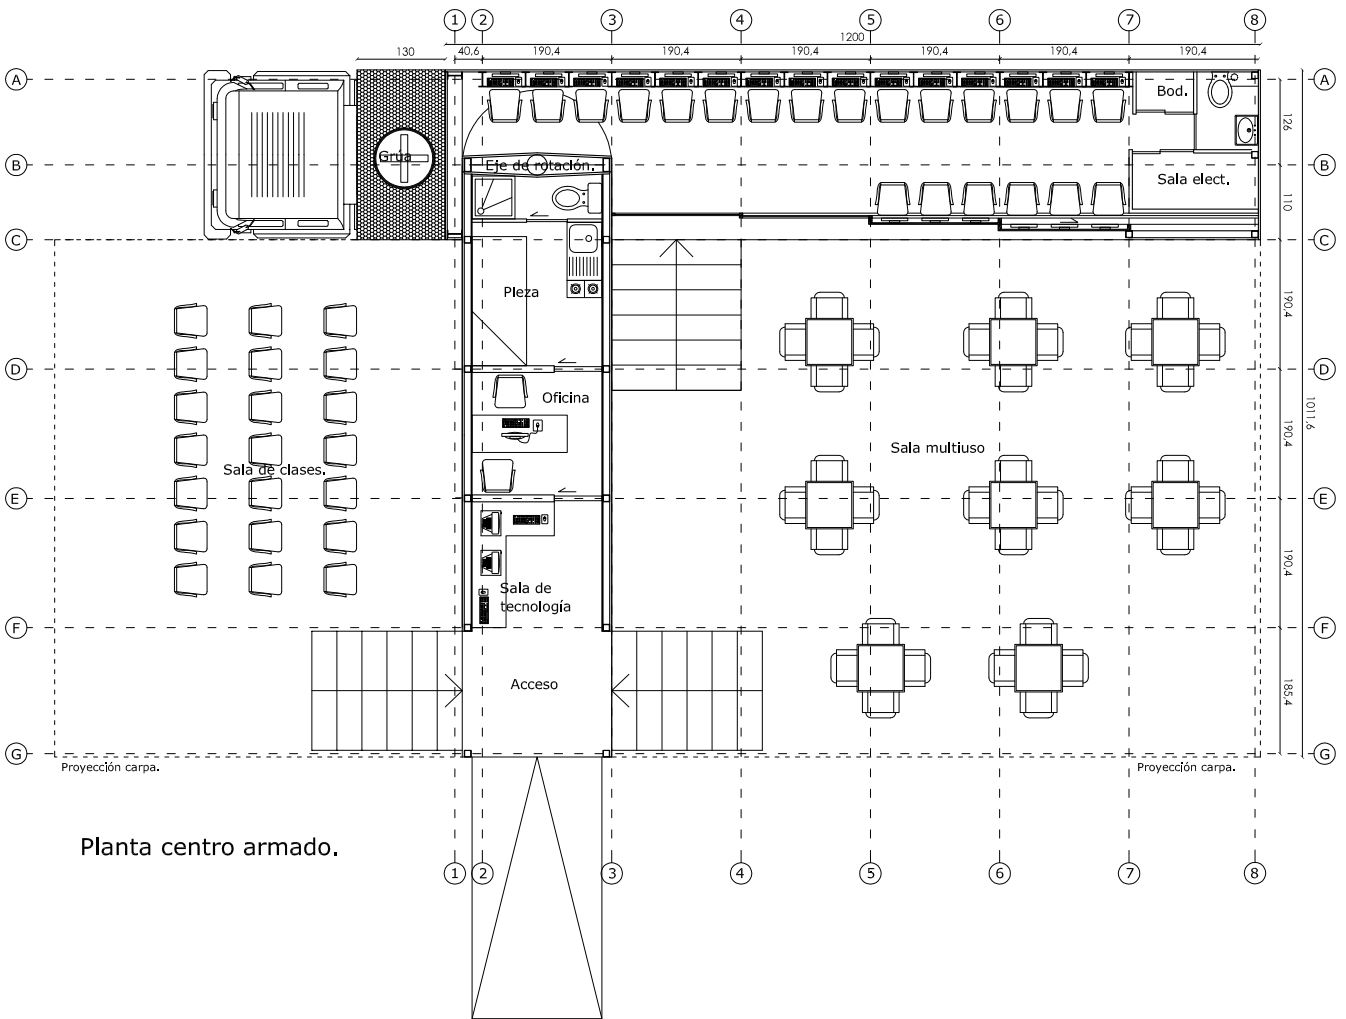 1 2 3 4 5 6 7 8
1200
130 40,6 190,4 190,4 190,4 190,4 190,4 190,4
A A
Bod.
126
Grúa
B Eje de rotación. B
Sala elect.
110
C C
Pieza
190,4
D D
Oficina
1011,6
190,4
Sala multiuso
Sala de clases.
E E
190,4
Sala de
tecnología
F F
Acceso
185,4
G G
Proyección carpa. Proyección carpa.
Planta centro armado.
1 2 3 4 5 6 7 8